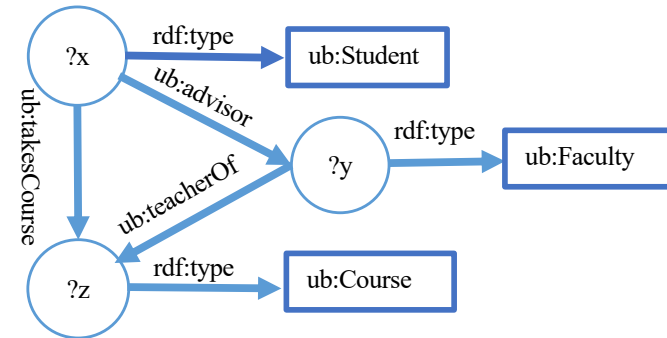 rdf:type
?x
ub:Student
ub:advisor
ub:takesCourse
rdf:type
?y
ub:Faculty
ub:teacherOf
rdf:type
?z
ub:Course